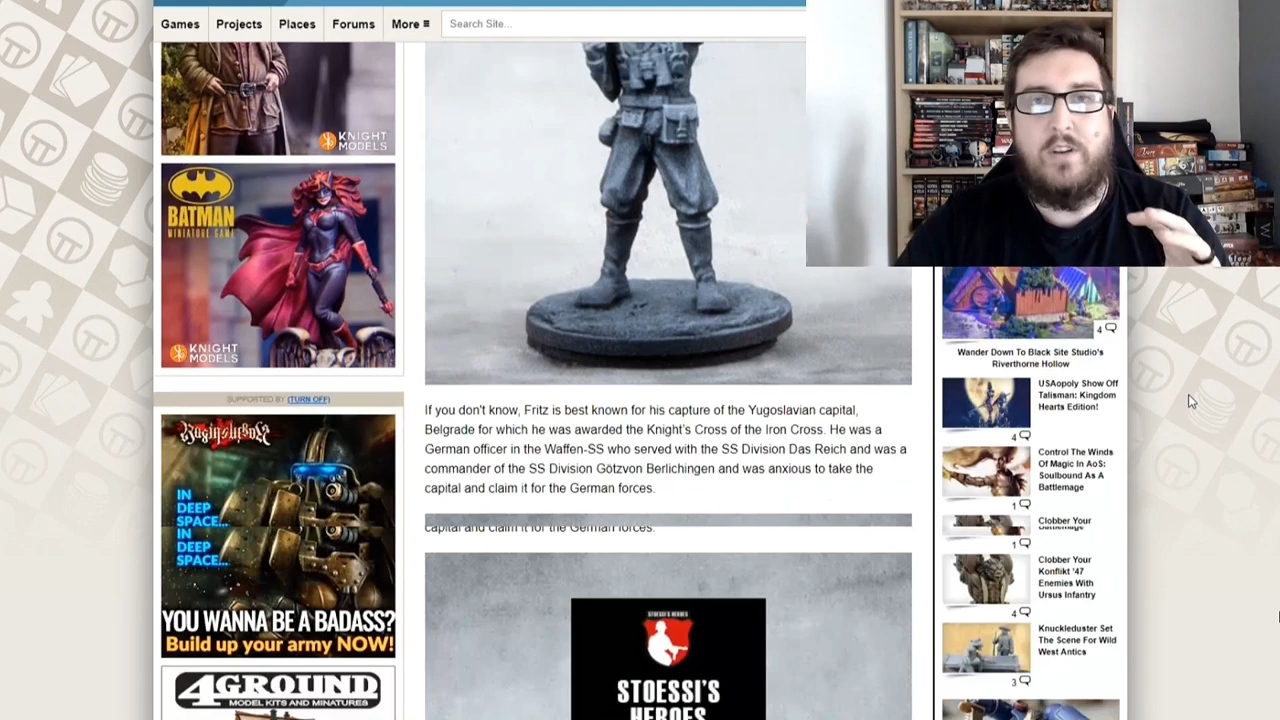 Games
Projects
Places
Forums
More ≡
Search Site...
KNIGHT
MODELS
BATMAN
MINIATURE GAME
KNIGHT
MODELS
SUPPORTED BY (TURN OFF)
IN
DEEP
SPACE...
IN
DEEP
SPACE...
YOU WANNA BE A BADASS?
Build up your army NOW!
4GROUND
MODEL KITS AND MINIATURES
If you don't know, Fritz is best known for his capture of the Yugoslavian capital,
Belgrade for which he was awarded the Knight's Cross of the Iron Cross. He was a
German officer in the Waffen-SS who served with the SS Division Das Reich and was a
commander of the SS Division Götzvon Berlichingen and was anxious to take the
capital and claim it for the German forces.
capital and claim it for the German forces.
STOESSI'S HEROES
STOESSI'S
HEROES
4
Wander Down To Black Site Studio's
Riverthorne Hollow
USAopoly Show Off
Talisman: Kingdom
Hearts Edition!
4
Control The Winds
Of Magic In AoS:
Soulbound As A
Battlemage
1
Clobber Your
Battlemage
1
Clobber Your
Konflikt '47
Enemies With
Ursus Infantry
4
Knuckleduster Set
The Scene For Wild
West Antics
3